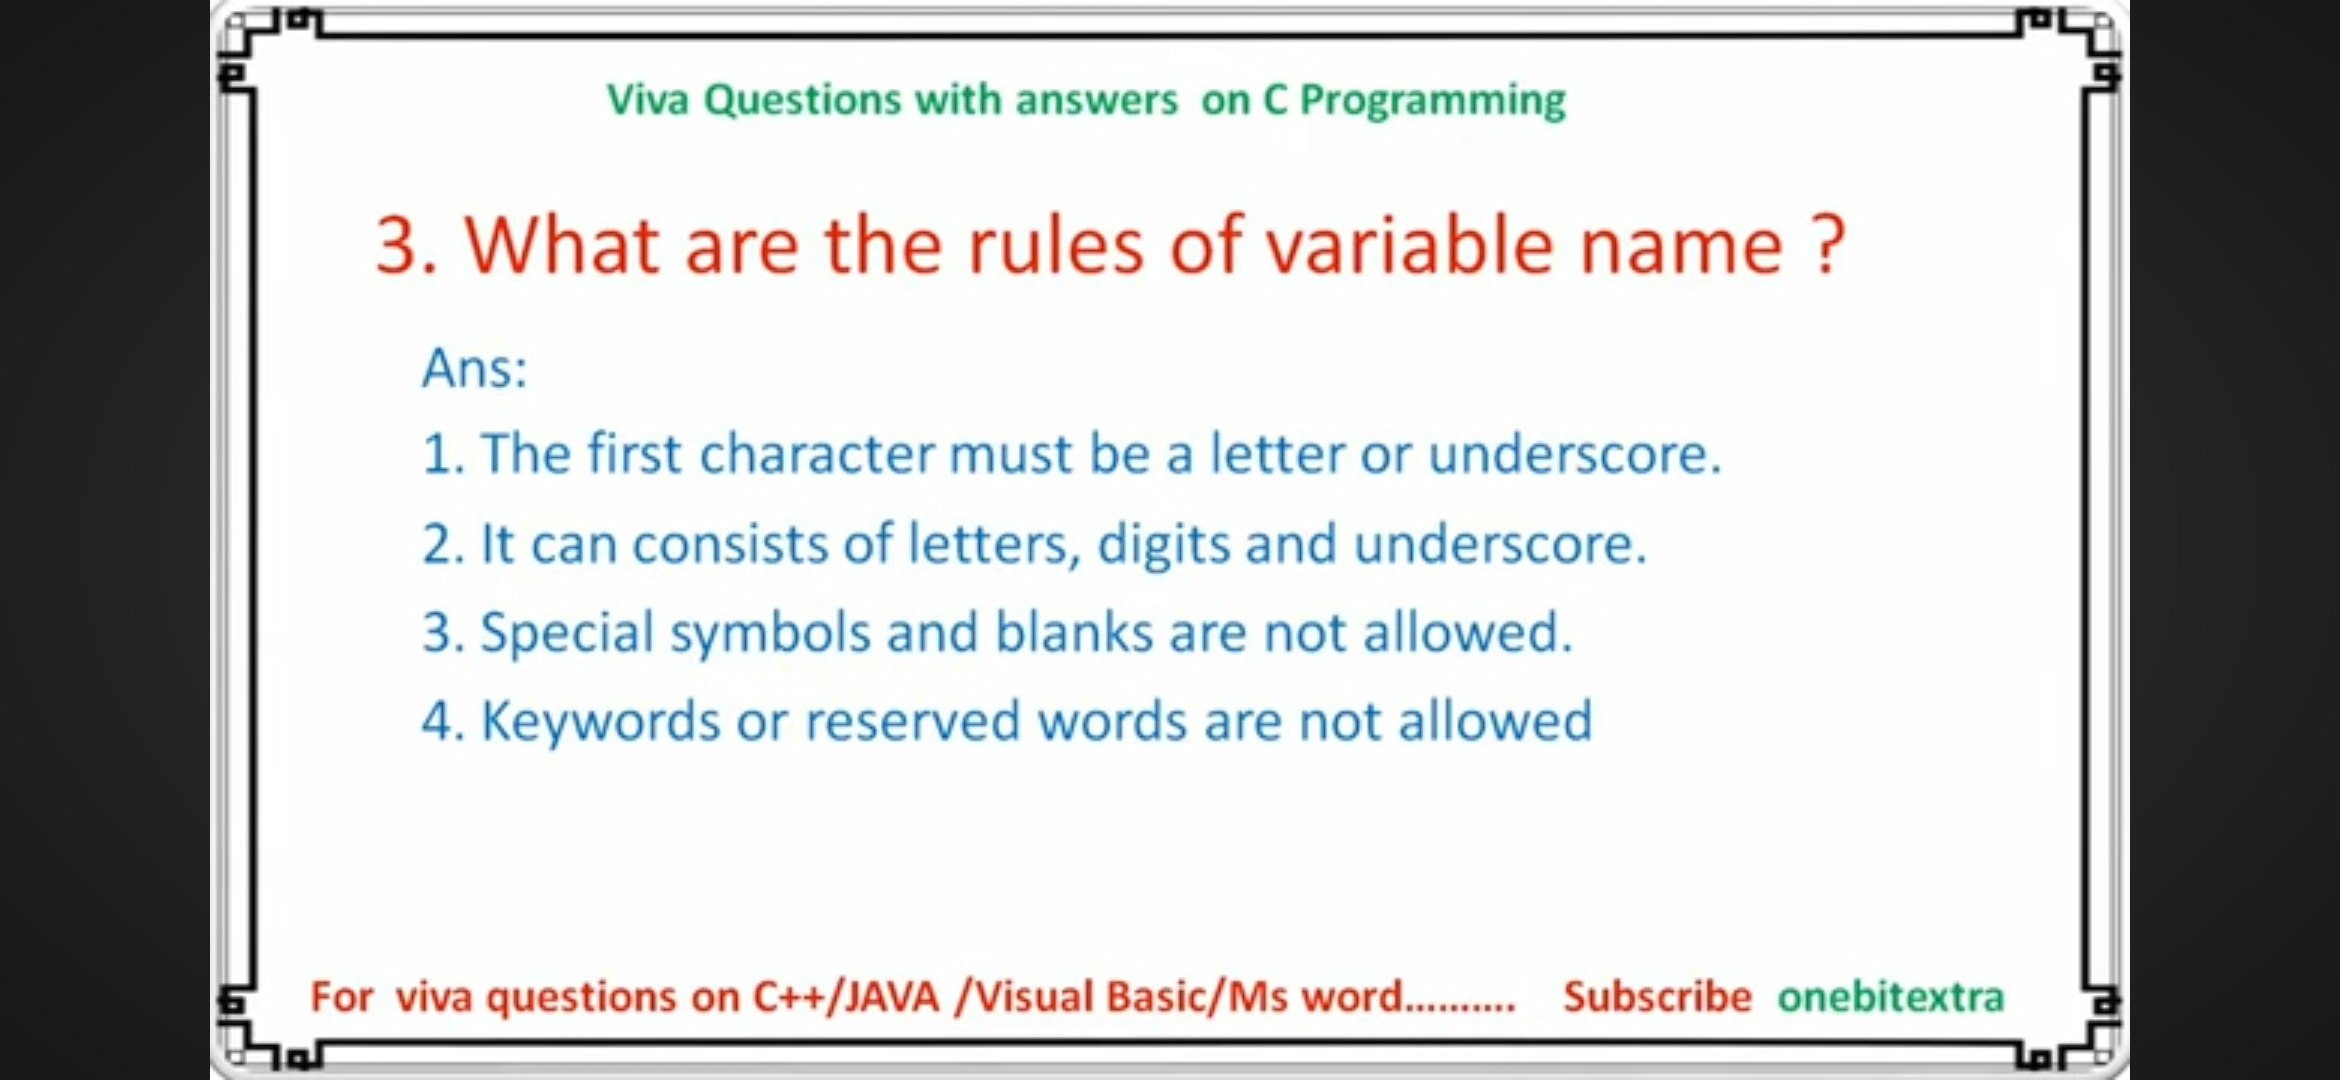 Viva Questions with answers on C Programming
3. What are the rules of variable name ?
Ans:
1. The first character must be a letter or underscore.
2. It can consists of letters, digits and underscore.
3. Special symbols and blanks are not allowed.
4. Keywords or reserved words are not allowed
For viva questions on C++/JAVA /Visual Basic/Ms word.......... Subscribe onebitextra